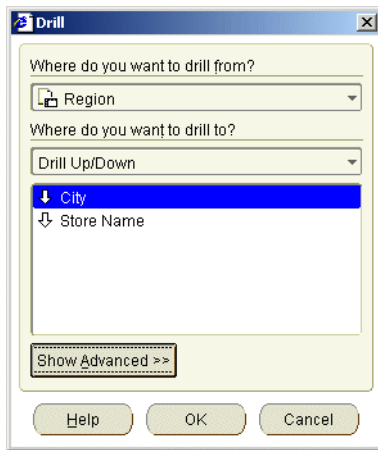 Drill
Where do you want to drill from?
Region
Where do you want to drill to?
Drill Up/Down
City
Store Name
Show Advanced >>
Help OK Cancel